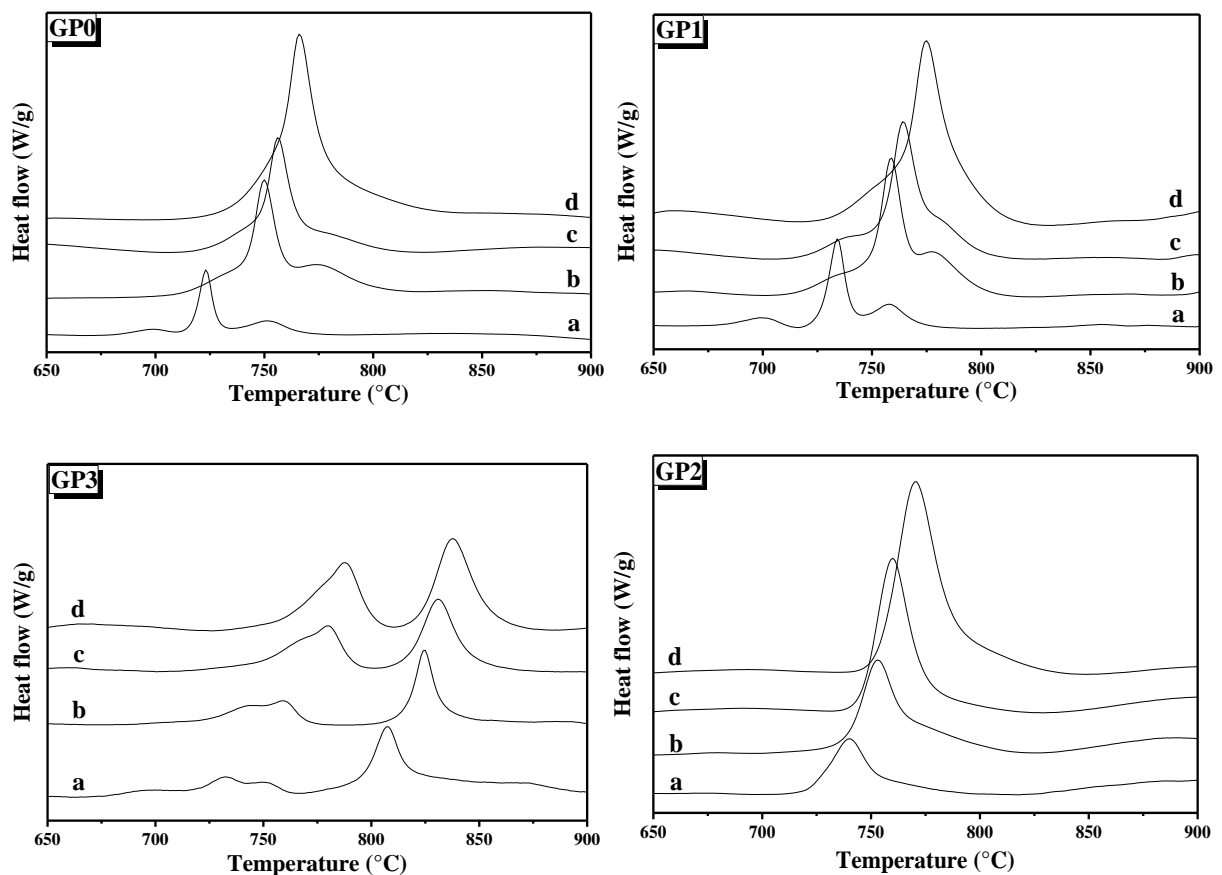 GP0
Heat flow (W/g)
d
c
b
a
650 700 750 800 850 900
Temperature (°C)
GP1
Heat flow (W/g)
d
c
b
a
650 700 750 800 850 900
Temperature (°C)
GP3
Heat flow (W/g)
d
c
b
a
650 700 750 800 850 900
Temperature (°C)
GP2
Heat flow (W/g)
d
c
b
a
650 700 750 800 850 900
Temperature (°C)